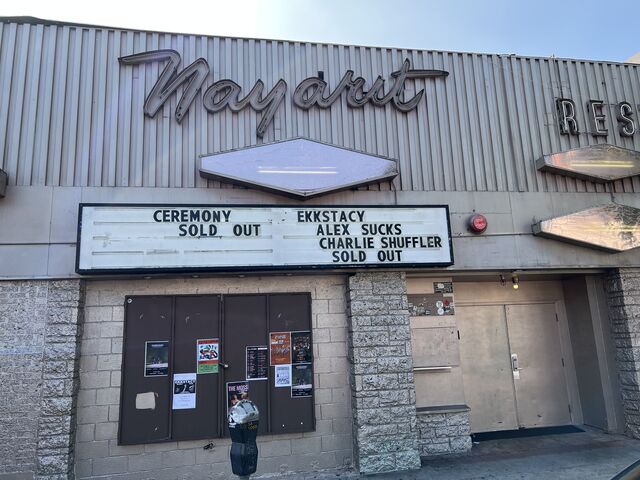 Nayarit
RES
CEREMONY
SOLD OUT
EKKSTACY
ALEX SUCKS
CHARLIE SHUFFLER
SOLD OUT